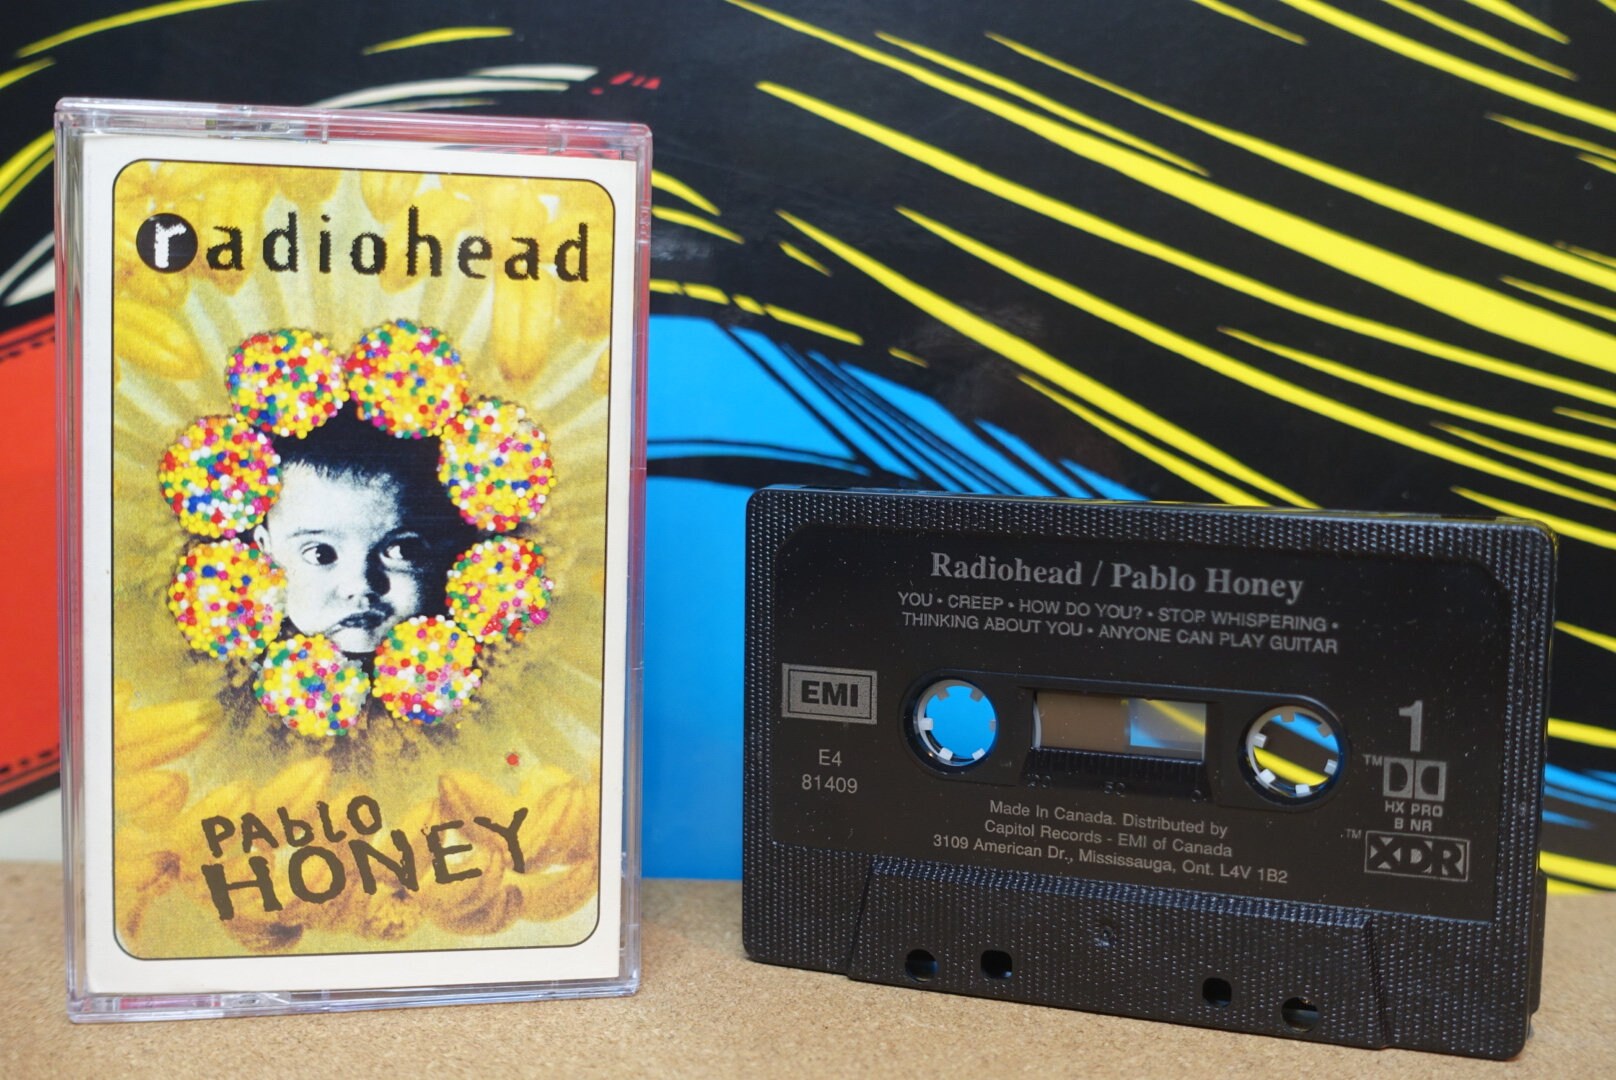 radiohead
PAblo
HONEY
Radiohead / Pablo Honey
YOU • CREEP • HOW DO YOU? • STOP WHISPERING •
THINKING ABOUT YOU • ANYONE CAN PLAY GUITAR
EMI
E4
81409
1
TM
HX PRO
B NR
TM
XDR
Made In Canada. Distributed by
Capitol Records - EMI of Canada
3109 American Dr., Mississauga, Ont. L4V 1B2